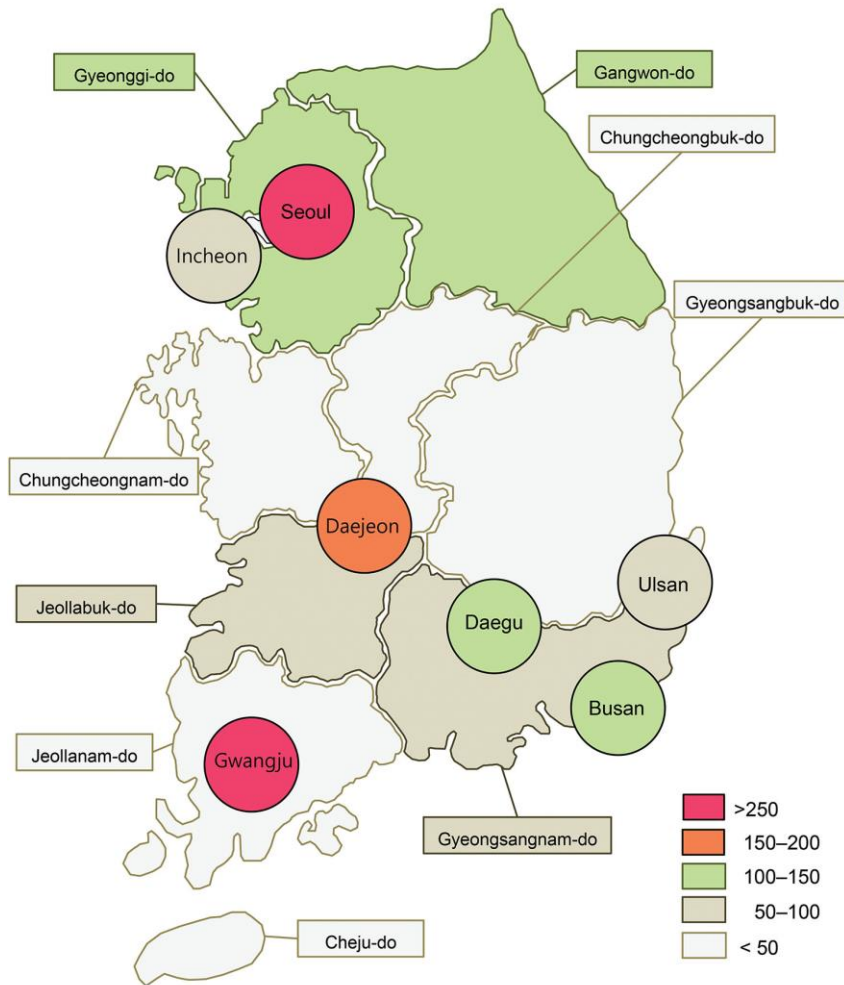 Gyeonggi-do
Gangwon-do
Chungcheongbuk-do
Seoul
Incheon
Gyeongsangbuk-do
Chungcheongnam-do
Daejeon
Ulsan
Jeollabuk-do
Daegu
Busan
Jeollanam-do
Gwangju
Gyeongsangnam-do
Cheju-do
>250
150–200
100–150
50–100
< 50